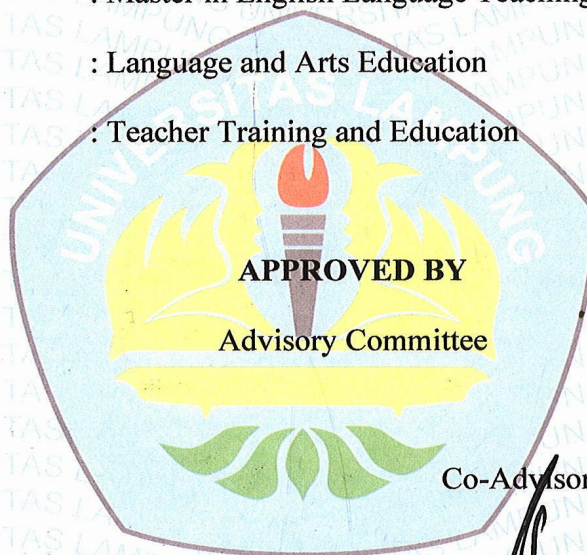 : Master in English Language Teaching
: Language and Arts Education
: Teacher Training and Education
UNIVERSITAS LAMPUNG
APPROVED BY
Advisory Committee
Co-Advisor